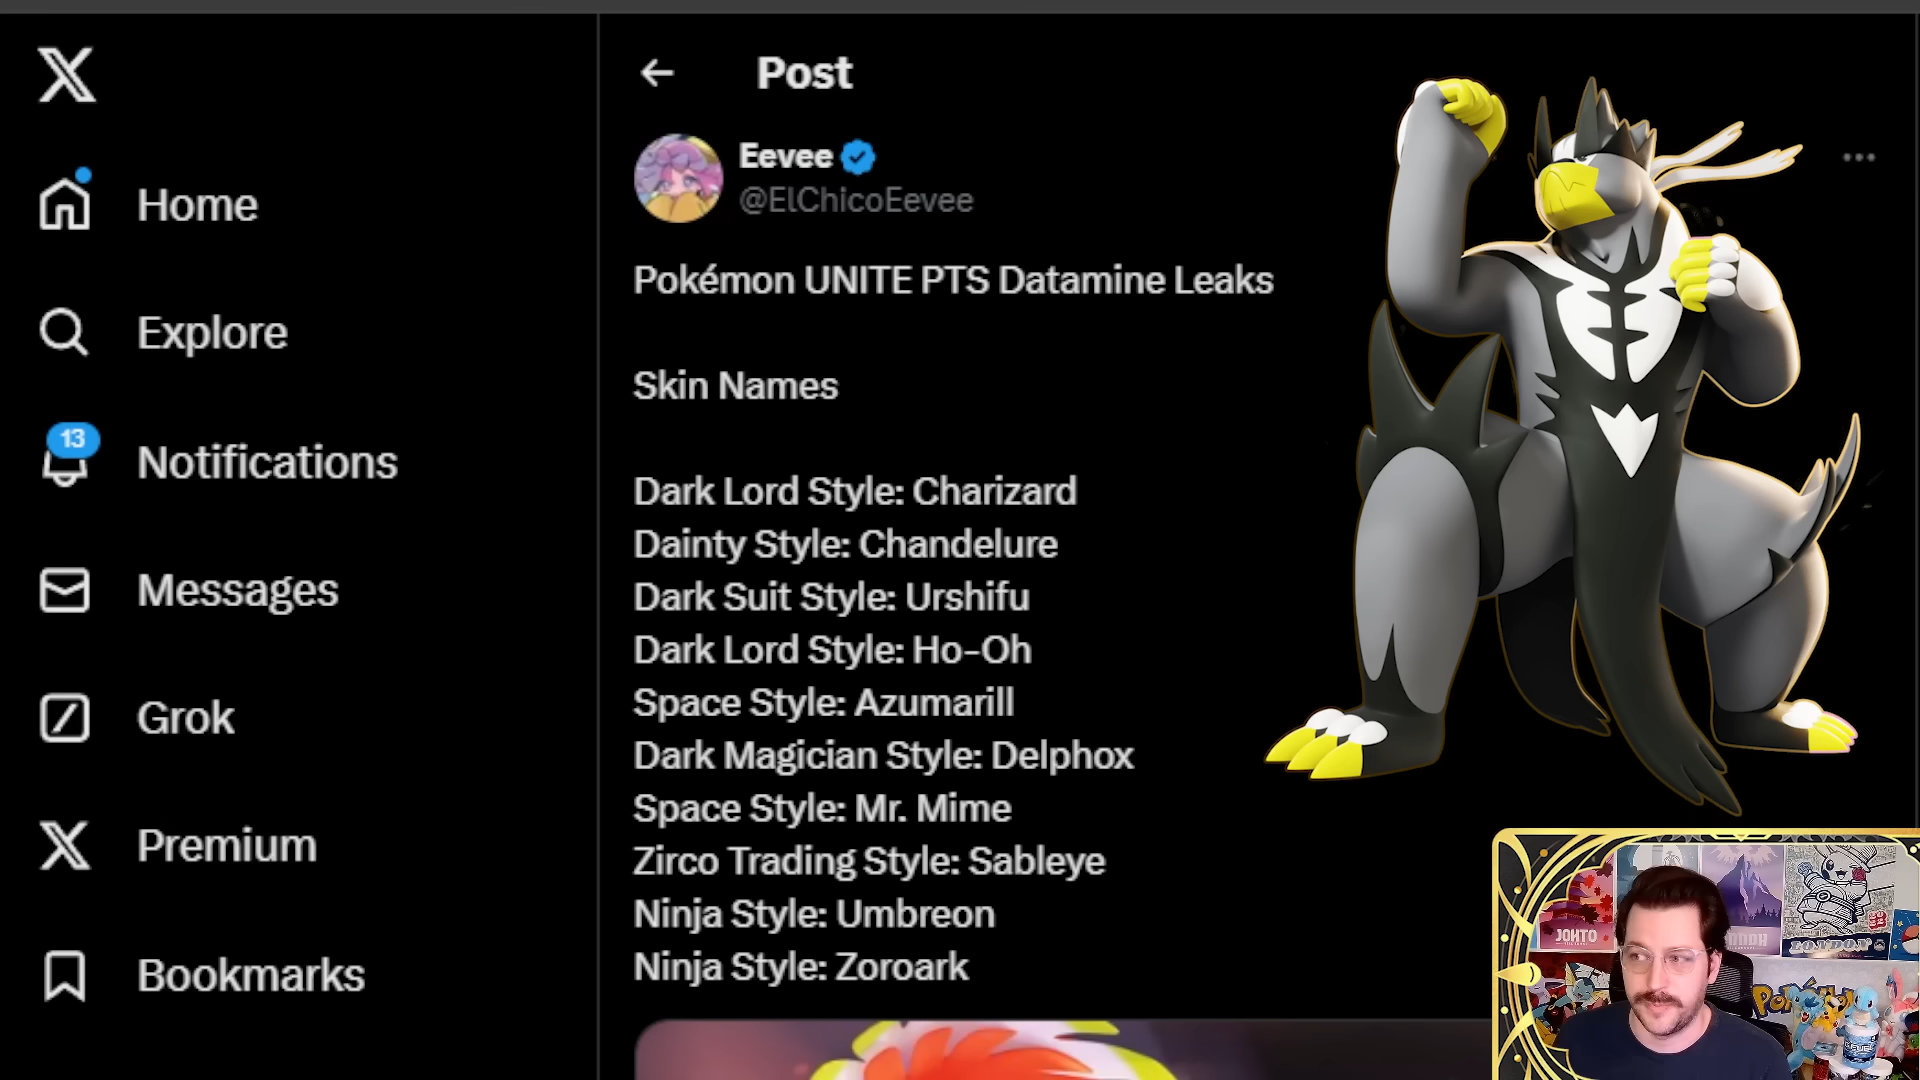 Post
Eevee
@ElChicoEevee
Home
Explore
13
Notifications
Messages
Grok
Premium
Bookmarks
Pokémon UNITE PTS Datamine Leaks
Skin Names
Dark Lord Style: Charizard
Dainty Style: Chandelure
Dark Suit Style: Urshifu
Dark Lord Style: Ho-Oh
Space Style: Azumarill
Dark Magician Style: Delphox
Space Style: Mr. Mime
Zirco Trading Style: Sableye
Ninja Style: Umbreon
Ninja Style: Zoroark
JOHTO
LONDON